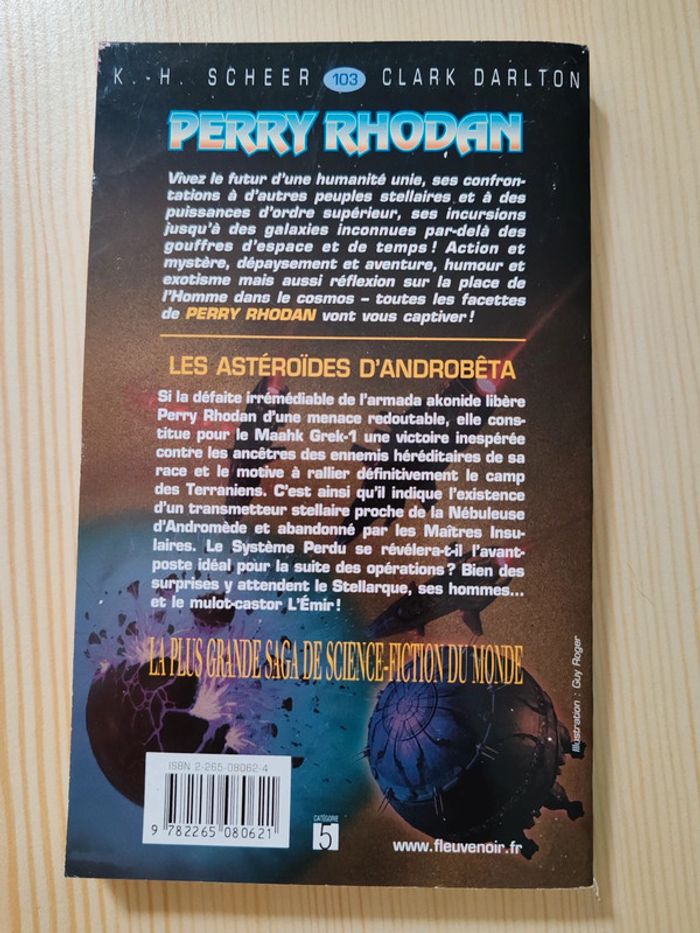 K.-H. SCHEER 103 CLARK DARLTON
PERRY RHODAN
Vivez le futur d'une humanité unie, ses confron-
tations à d'autres peuples stellaires et à des
puissances d'ordre supérieur, ses incursions
jusqu'à des galaxies inconnues par-delà des
gouffres d'espace et de temps ! Action et
mystère, dépaysement et aventure, humour et
exotisme mais aussi réflexion sur la place de
l'Homme dans le cosmos – toutes les facettes
de PERRY RHODAN vont vous captiver !
LES ASTÉROÏDES D'ANDROBÊTA
Si la défaite irrémédiable de l'armada akonide libère
Perry Rhodan d'une menace redoutable, elle cons-
titue pour le Maahk Grek-1 une victoire inespérée
contre les ancêtres des ennemis héréditaires de sa
race et le motive à rallier définitivement le camp
des Terraniens. C'est ainsi qu'il indique l'existence
d'un transmetteur stellaire proche de la Nébuleuse
d'Andromède et abandonné par les Maîtres Insu-
laires. Le Système Perdu se révélera-t-il l'avant-
poste idéal pour la suite des opérations ? Bien des
surprises y attendent le Stellarque, ses hommes...
et le mulot-castor L'Émir !
LA PLUS GRANDE SAGA DE SCIENCE-FICTION DU MONDE
Illustration : Guy Roger
ISBN 2-265-08062-4
9 782265 080621
CATÉGORIE
5
www.fleuvenoir.fr